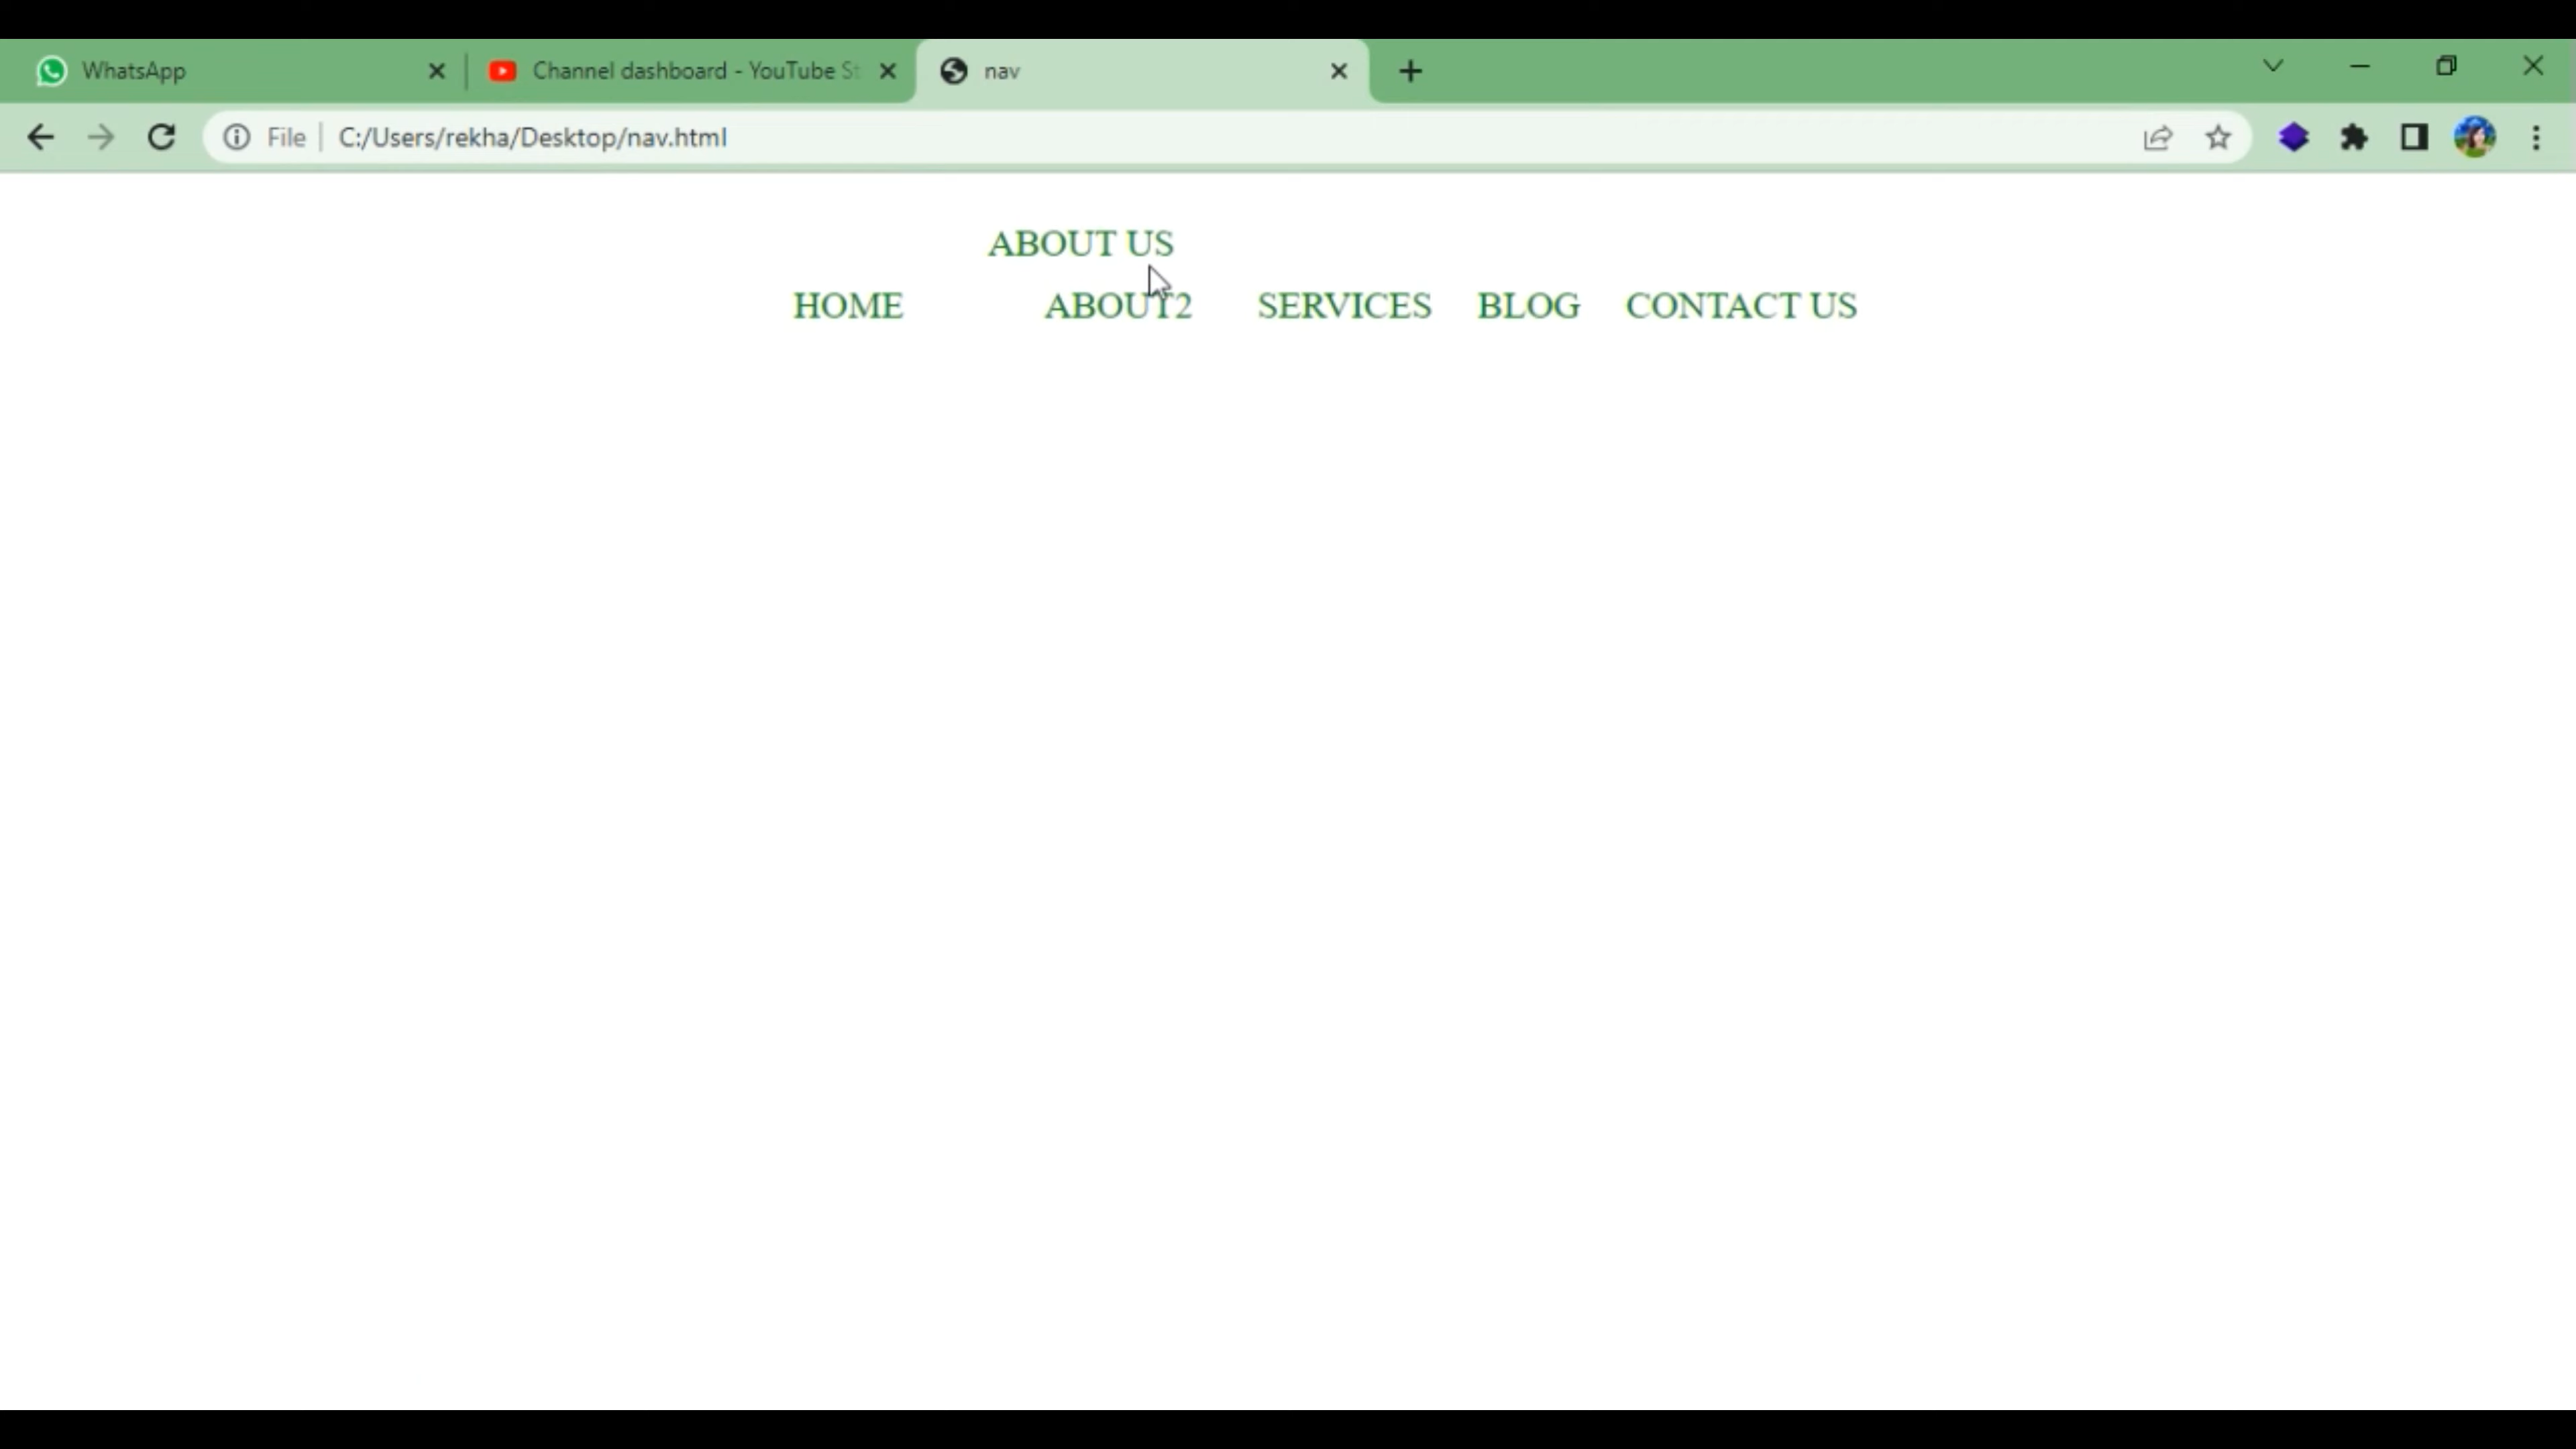 WhatsApp
Channel dashboard - YouTube St
nav
File
C:/Users/rekha/Desktop/nav.html
ABOUT US
HOME ABOUT2 SERVICES BLOG CONTACT US